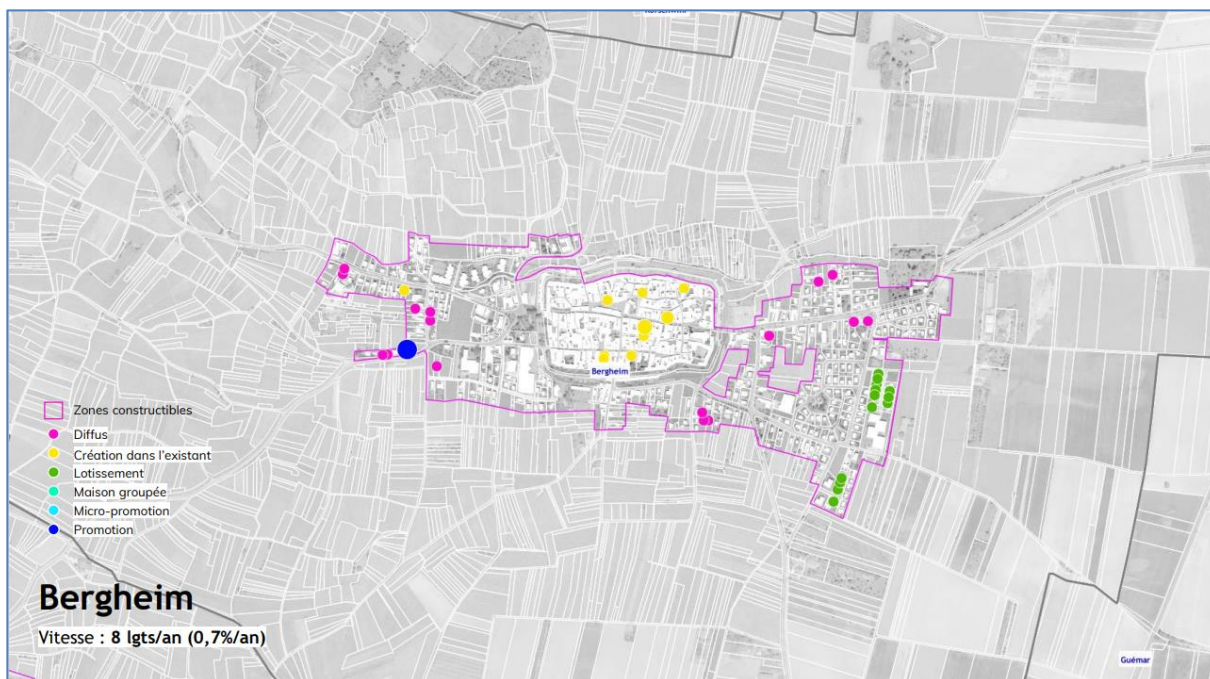 Bergheim
Zones constructibles
Diffus
Création dans l'existant
Lotissement
Maison groupée
Micro-promotion
Promotion
Bergheim
Vitesse : 8 lgts/an (0,7%/an)
Guémar